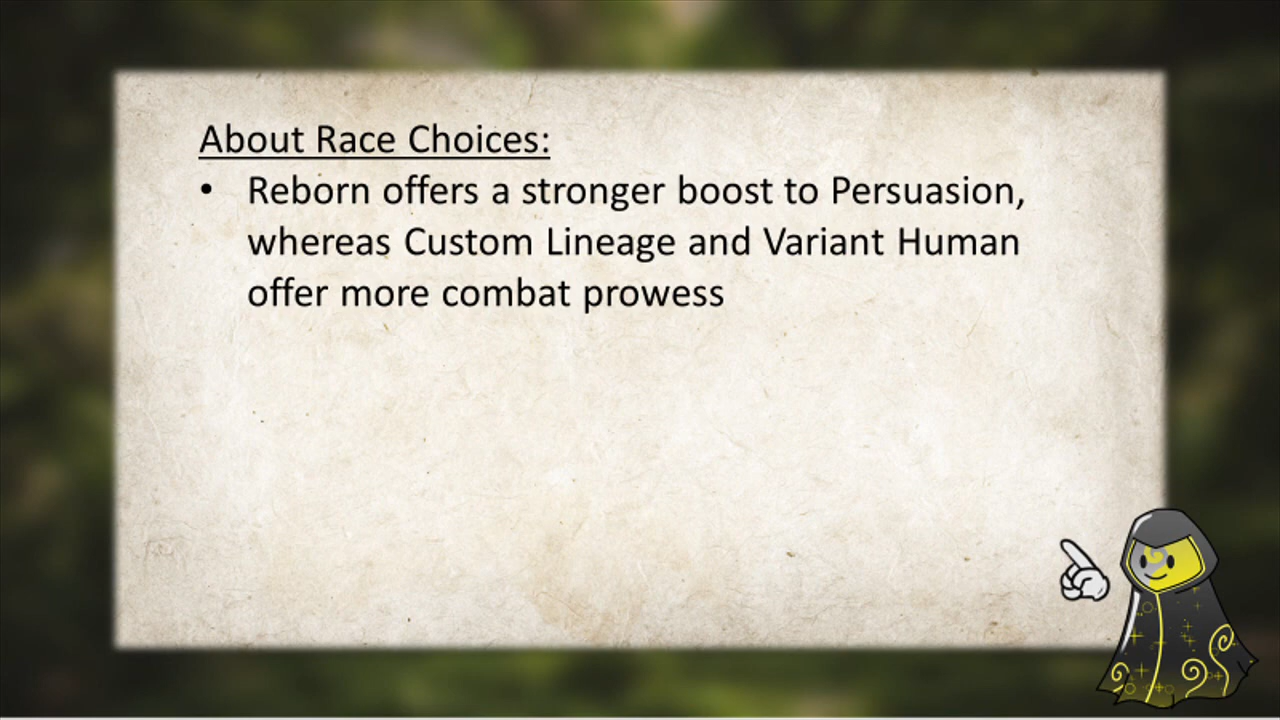 About Race Choices:
• Reborn offers a stronger boost to Persuasion,
whereas Custom Lineage and Variant Human
offer more combat prowess